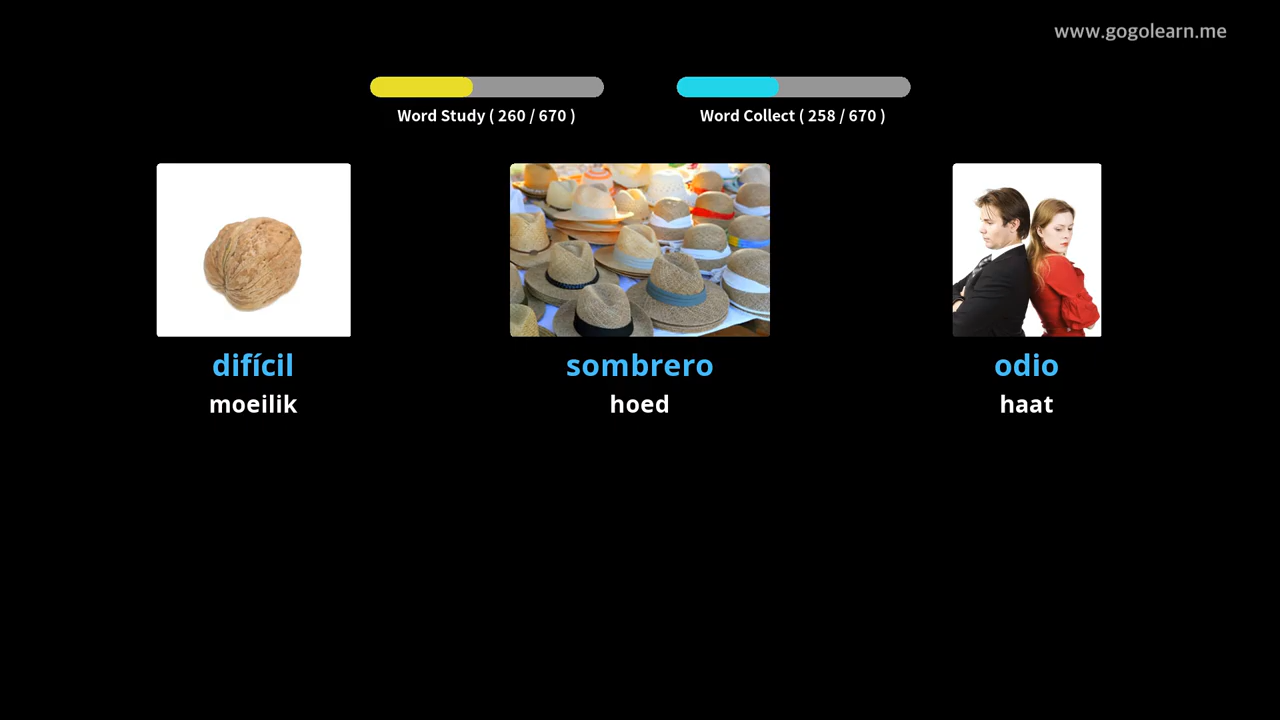 www.gogolearn.me
Word Study ( 260 / 670 )
Word Collect ( 258 / 670 )
difícil
moeilik
sombrero
hoed
odio
haat